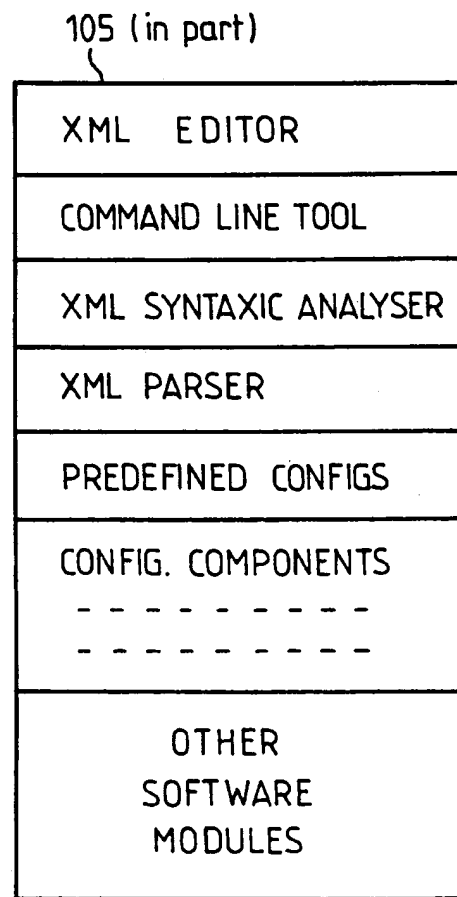 105 (in part)
XML EDITOR
COMMAND LINE TOOL
XML SYNTAXIC ANALYSER
XML PARSER
PREDEFINED CONFIGS
CONFIG. COMPONENTS
- - - - - - - - -
- - - - - - - - -
OTHER
SOFTWARE
MODULES